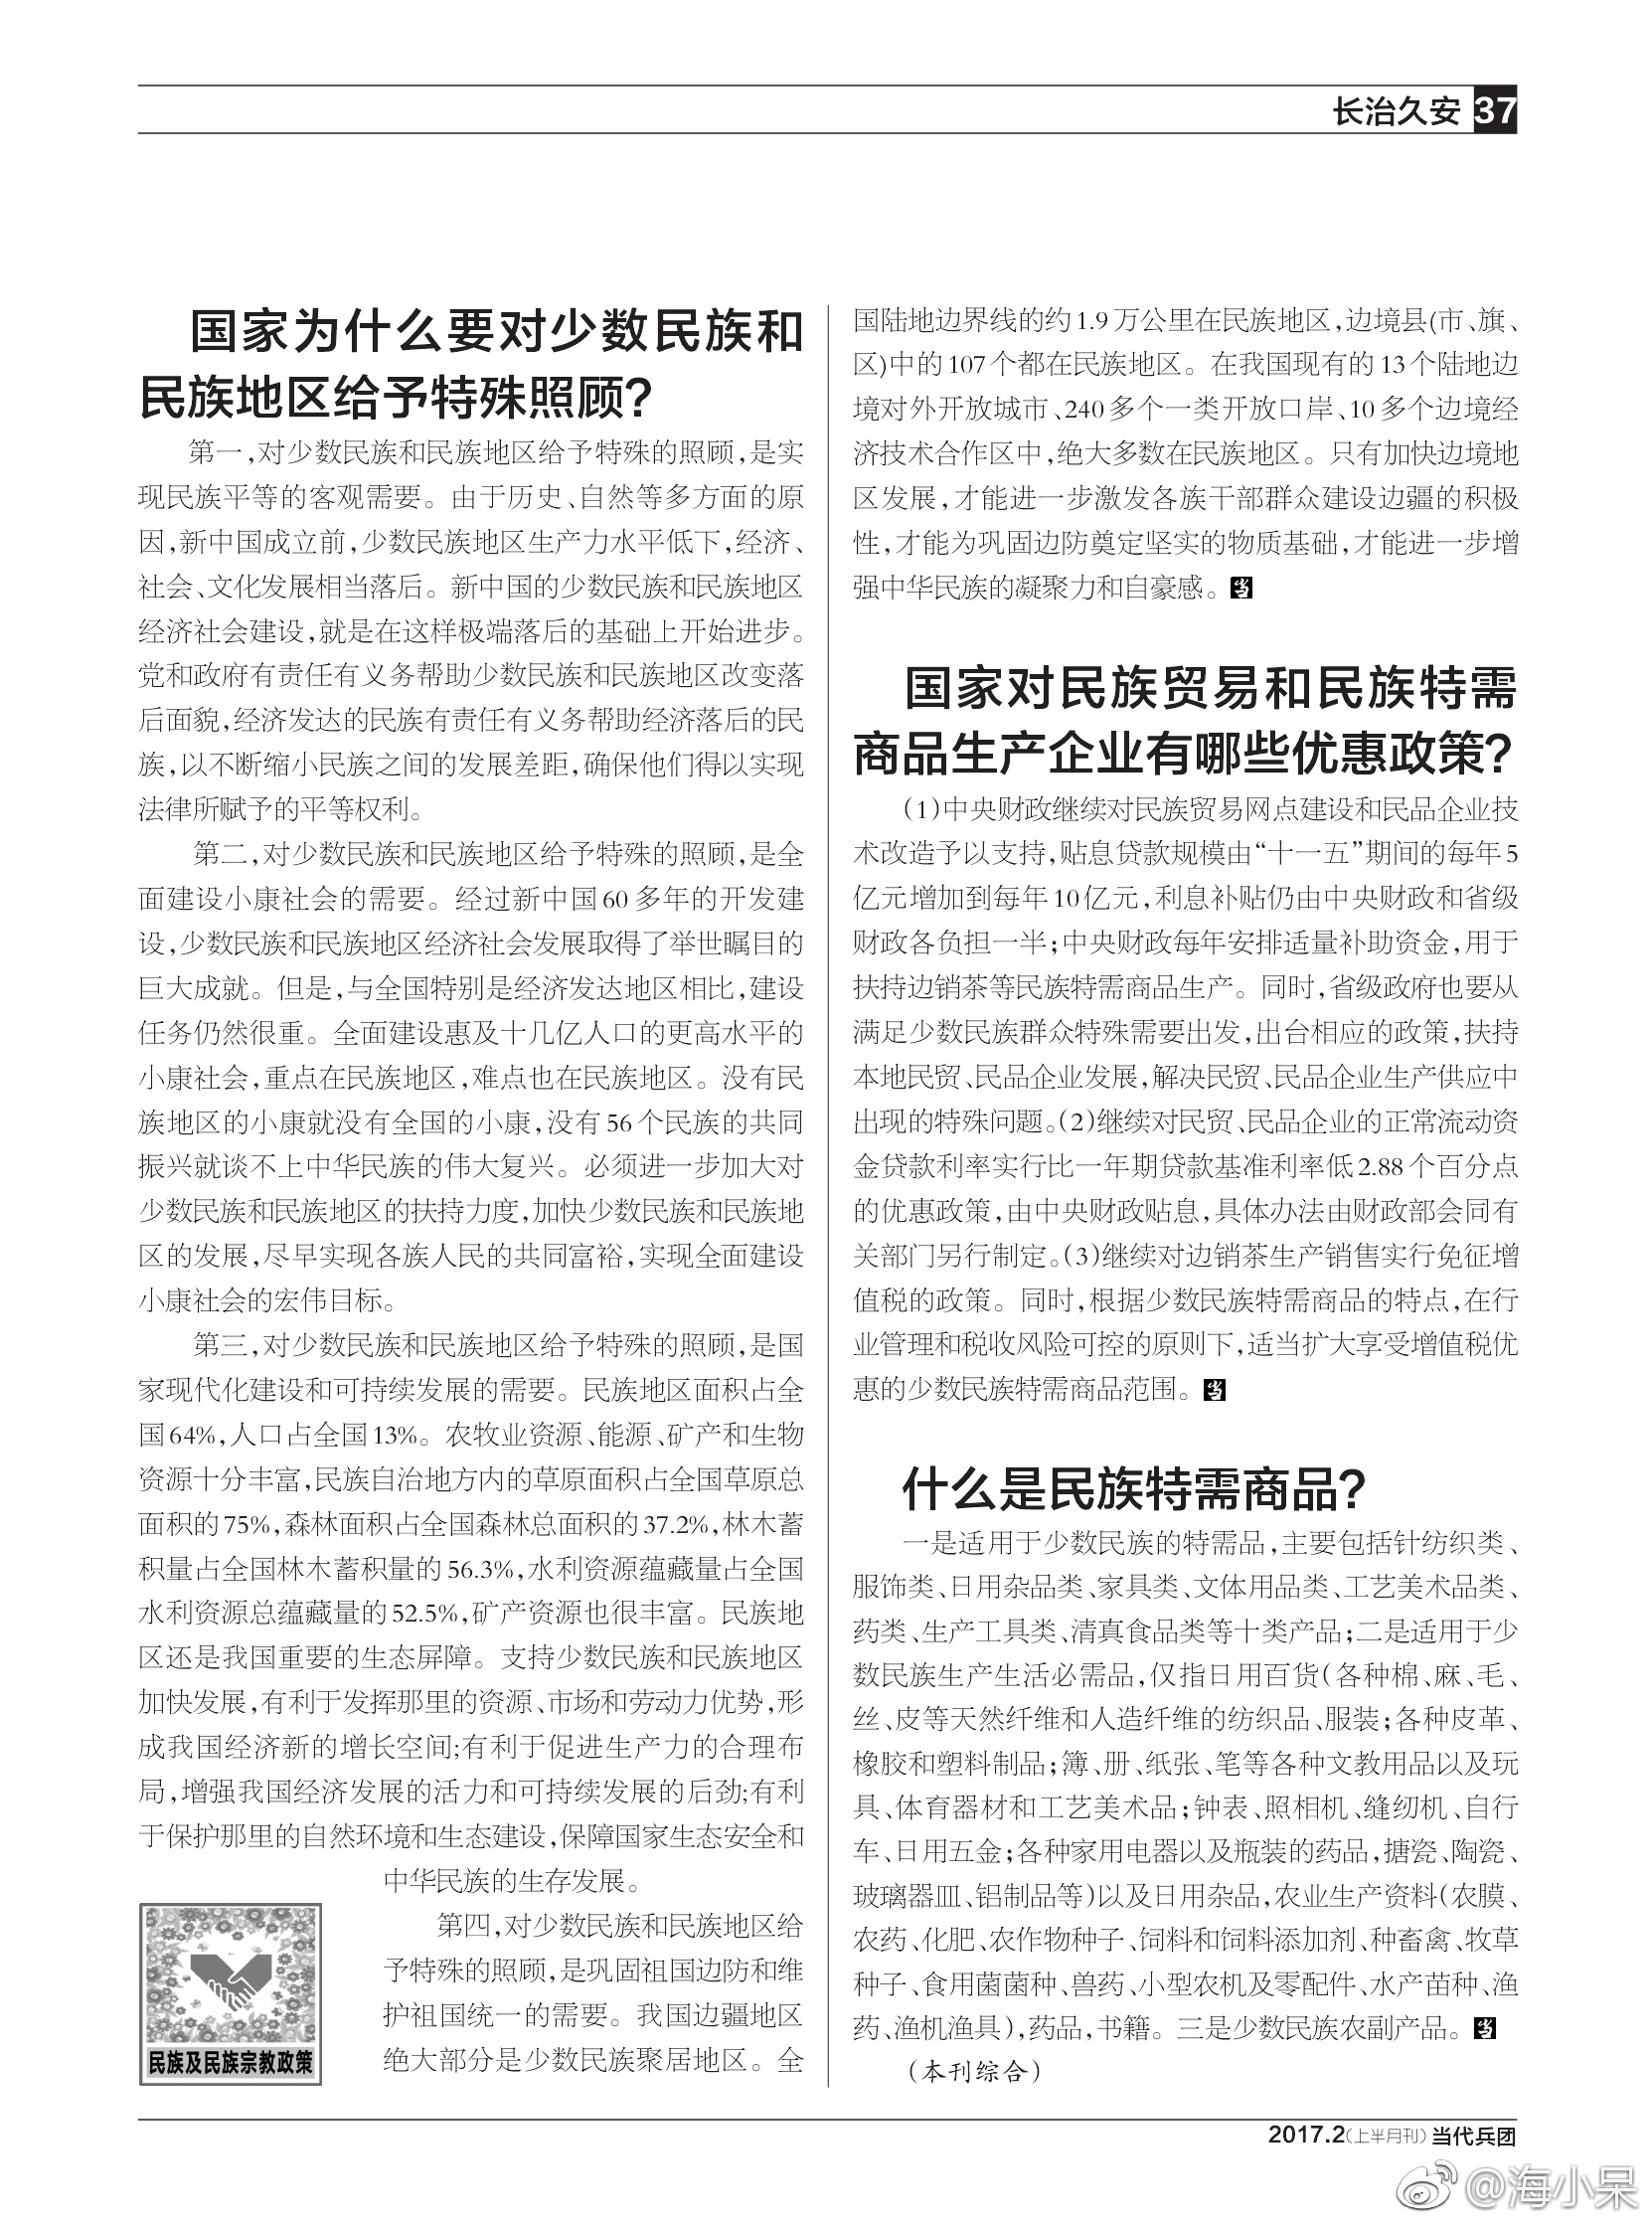 长治久安 37
国家为什么要对少数民族和
民族地区给予特殊照顾？
第一，对少数民族和民族地区给予特殊的照顾，是实
现民族平等的客观需要。由于历史、自然等多方面的原
因，新中国成立前，少数民族地区生产力水平低下，经济、
社会、文化发展相当落后。新中国的少数民族和民族地区
经济社会建设，就是在这样极端落后的基础上开始进步。
党和政府有责任有义务帮助少数民族和民族地区改变落
后面貌，经济发达的民族有责任有义务帮助经济落后的民
族，以不断缩小民族之间的发展差距，确保他们得以实现
法律所赋予的平等权利。
第二，对少数民族和民族地区给予特殊的照顾，是全
面建设小康社会的需要。经过新中国60多年的开发建
设，少数民族和民族地区经济社会发展取得了举世瞩目的
巨大成就。但是，与全国特别是经济发达地区相比，建设
任务仍然很重。全面建设惠及十几亿人口的更高水平的
小康社会，重点在民族地区，难点也在民族地区。没有民
族地区的小康就没有全国的小康，没有56个民族的共同
振兴就谈不上中华民族的伟大复兴。必须进一步加大对
少数民族和民族地区的扶持力度，加快少数民族和民族地
区的发展，尽早实现各族人民的共同富裕，实现全面建设
小康社会的宏伟目标。
第三，对少数民族和民族地区给予特殊的照顾，是国
家现代化建设和可持续发展的需要。民族地区面积占全
国64%，人口占全国13%。农牧业资源、能源、矿产和生物
资源十分丰富，民族自治地方内的草原面积占全国草原总
面积的75%，森林面积占全国森林总面积的37.2%，林木蓄
积量占全国林木蓄积量的56.3%，水利资源蕴藏量占全国
水利资源总蕴藏量的52.5%，矿产资源也很丰富。民族地
区还是我国重要的生态屏障。支持少数民族和民族地区
加快发展，有利于发挥那里的资源、市场和劳动力优势，形
成我国经济新的增长空间;有利于促进生产力的合理布
局，增强我国经济发展的活力和可持续发展的后劲;有利
于保护那里的自然环境和生态建设，保障国家生态安全和
中华民族的生存发展。
第四，对少数民族和民族地区给
予特殊的照顾，是巩固祖国边防和维
护祖国统一的需要。我国边疆地区
绝大部分是少数民族聚居地区。全
民族及民族宗教政策
国陆地边界线的约1.9万公里在民族地区，边境县(市、旗、
区)中的107个都在民族地区。在我国现有的13个陆地边
境对外开放城市、240多个一类开放口岸、10多个边境经
济技术合作区中，绝大多数在民族地区。只有加快边境地
区发展，才能进一步激发各族干部群众建设边疆的积极
性，才能为巩固边防奠定坚实的物质基础，才能进一步增
强中华民族的凝聚力和自豪感。当
国家对民族贸易和民族特需
商品生产企业有哪些优惠政策？
（1）中央财政继续对民族贸易网点建设和民品企业技
术改造予以支持，贴息贷款规模由“十一五”期间的每年5
亿元增加到每年10亿元，利息补贴仍由中央财政和省级
财政各负担一半；中央财政每年安排适量补助资金，用于
扶持边销茶等民族特需商品生产。同时，省级政府也要从
满足少数民族群众特殊需要出发，出台相应的政策，扶持
本地民贸、民品企业发展，解决民贸、民品企业生产供应中
出现的特殊问题。（2）继续对民贸、民品企业的正常流动资
金贷款利率实行比一年期贷款基准利率低2.88个百分点
的优惠政策，由中央财政贴息，具体办法由财政部会同有
关部门另行制定。（3）继续对边销茶生产销售实行免征增
值税的政策。同时，根据少数民族特需商品的特点，在行
业管理和税收风险可控的原则下，适当扩大享受增值税优
惠的少数民族特需商品范围。当
什么是民族特需商品？
一是适用于少数民族的特需品，主要包括针纺织类、
服饰类、日用杂品类、家具类、文体用品类、工艺美术品类、
药类、生产工具类、清真食品类等十类产品；二是适用于少
数民族生产生活必需品，仅指日用百货（各种棉、麻、毛、
丝、皮等天然纤维和人造纤维的纺织品、服装；各种皮革、
橡胶和塑料制品；簿、册、纸张、笔等各种文教用品以及玩
具、体育器材和工艺美术品；钟表、照相机、缝纫机、自行
车、日用五金；各种家用电器以及瓶装的药品，搪瓷、陶瓷、
玻璃器皿、铝制品等）以及日用杂品，农业生产资料（农膜、
农药、化肥、农作物种子、饲料和饲料添加剂、种畜禽、牧草
种子、食用菌菌种、兽药、小型农机及零配件、水产苗种、渔
药、渔机渔具），药品，书籍。三是少数民族农副产品。当
（本刊综合）
2017.2（上半月刊）当代兵团
@海小呆